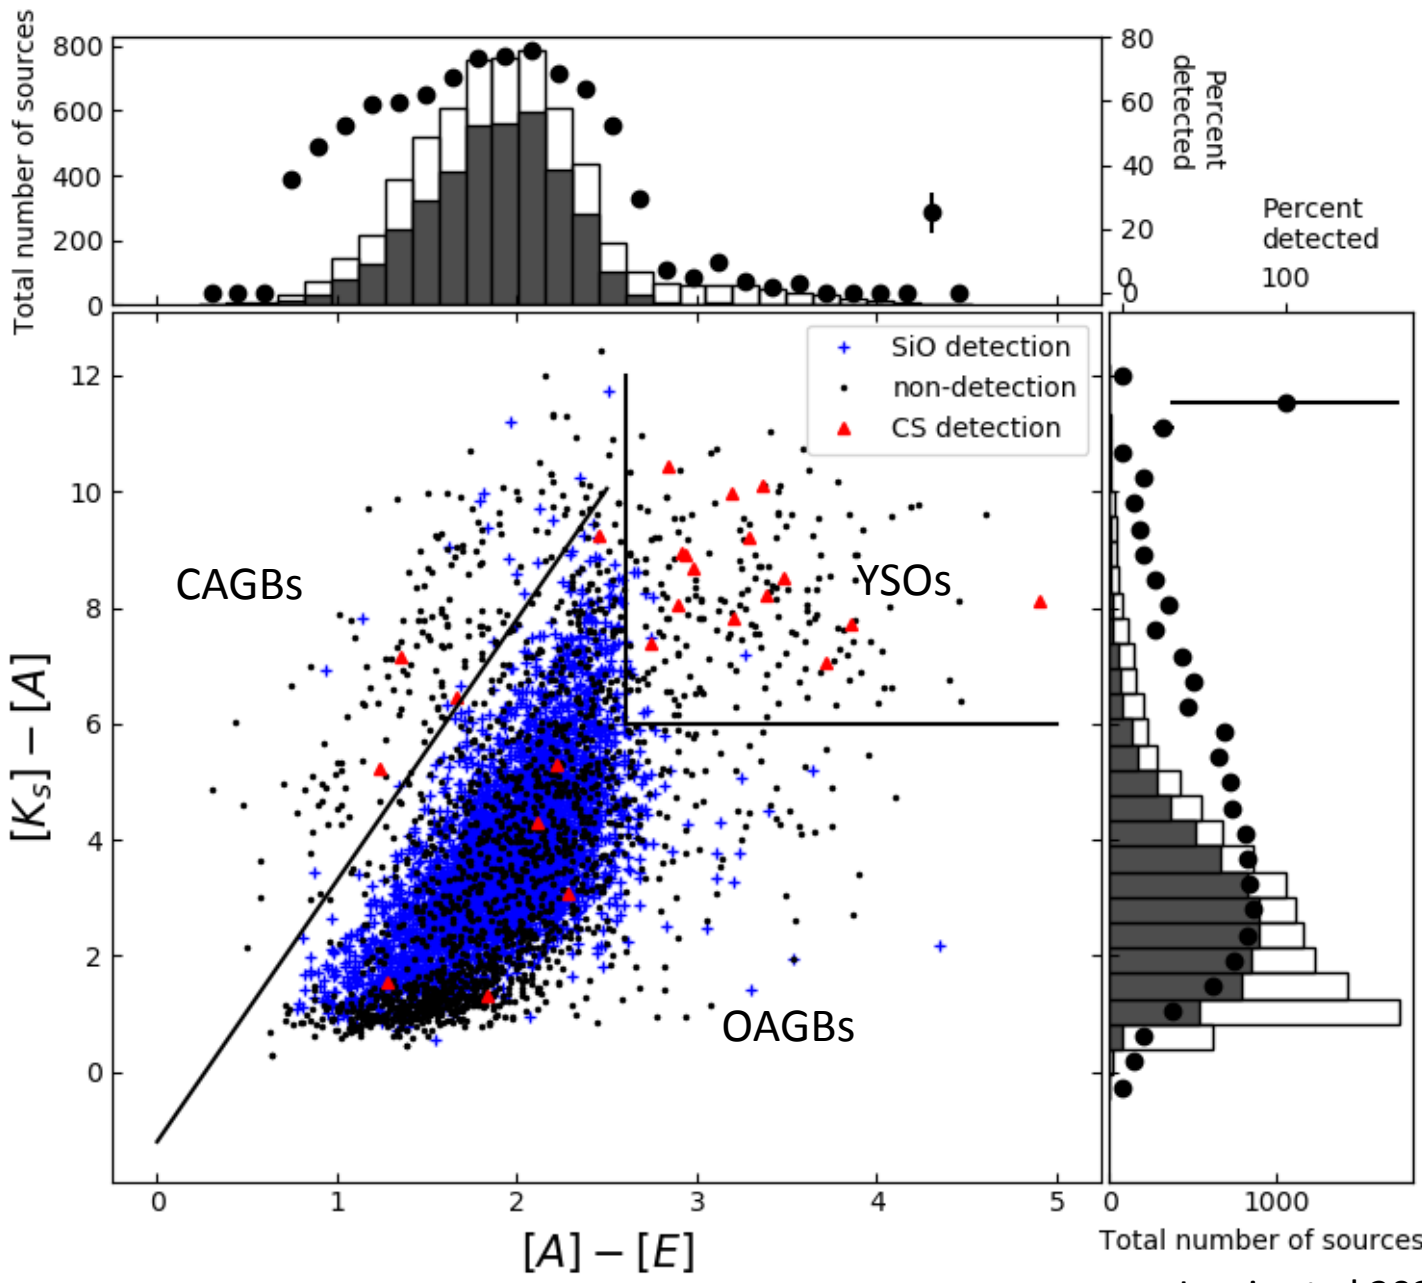 800
600
400
200
0
Total number of sources
80
60
40
20
0
Percent
detected
Percent
detected
0
100
SiO detection
non-detection
CS detection
CAGBs
YSOs
OAGBs
12
10
8
6
4
2
0
[Ks] − [A]
0
1
2
3
4
5
[A] − [E]
0
1000
Total number of sources